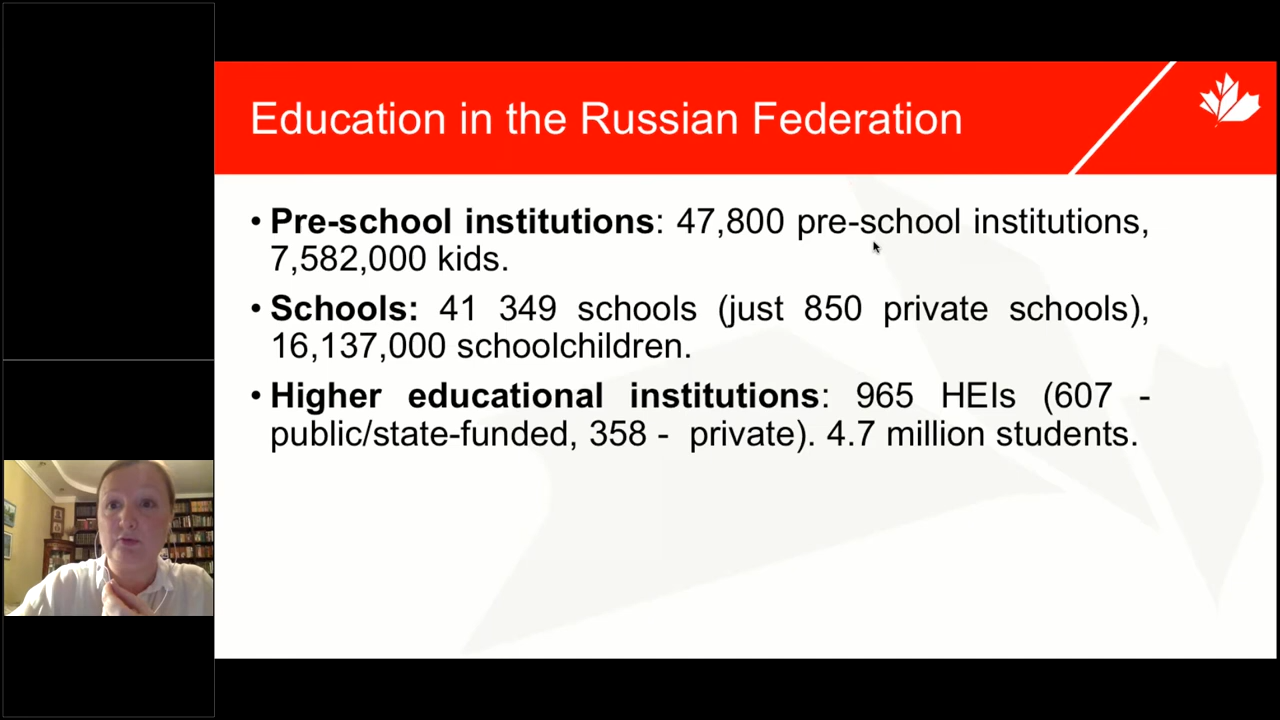 Education in the Russian Federation
• Pre-school institutions: 47,800 pre-school institutions,
7,582,000 kids.
• Schools: 41 349 schools (just 850 private schools),
16,137,000 schoolchildren.
• Higher educational institutions: 965 HEIs (607 -
public/state-funded, 358 - private). 4.7 million students.